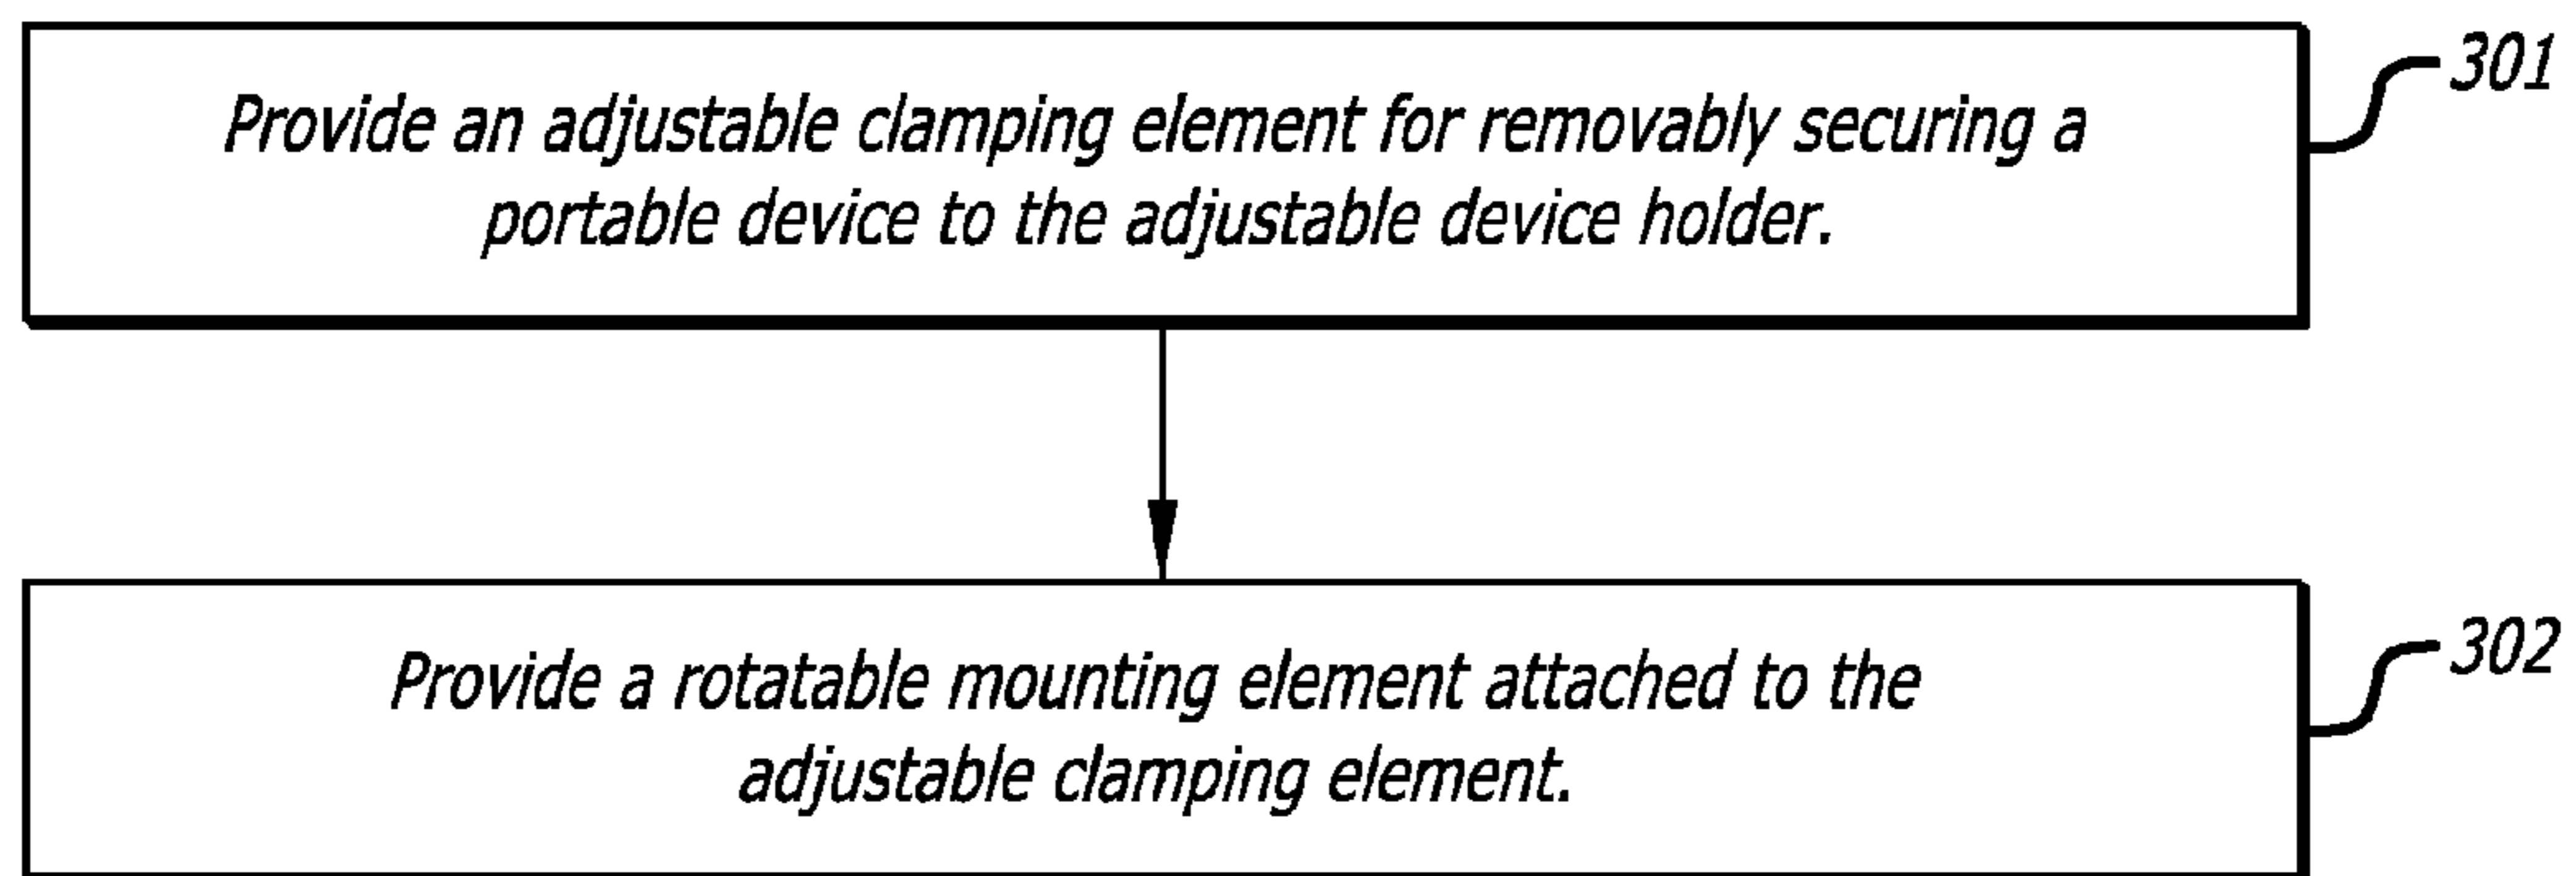 301
Provide an adjustable clamping element for removably securing a
portable device to the adjustable device holder.
302
Provide a rotatable mounting element attached to the
adjustable clamping element.